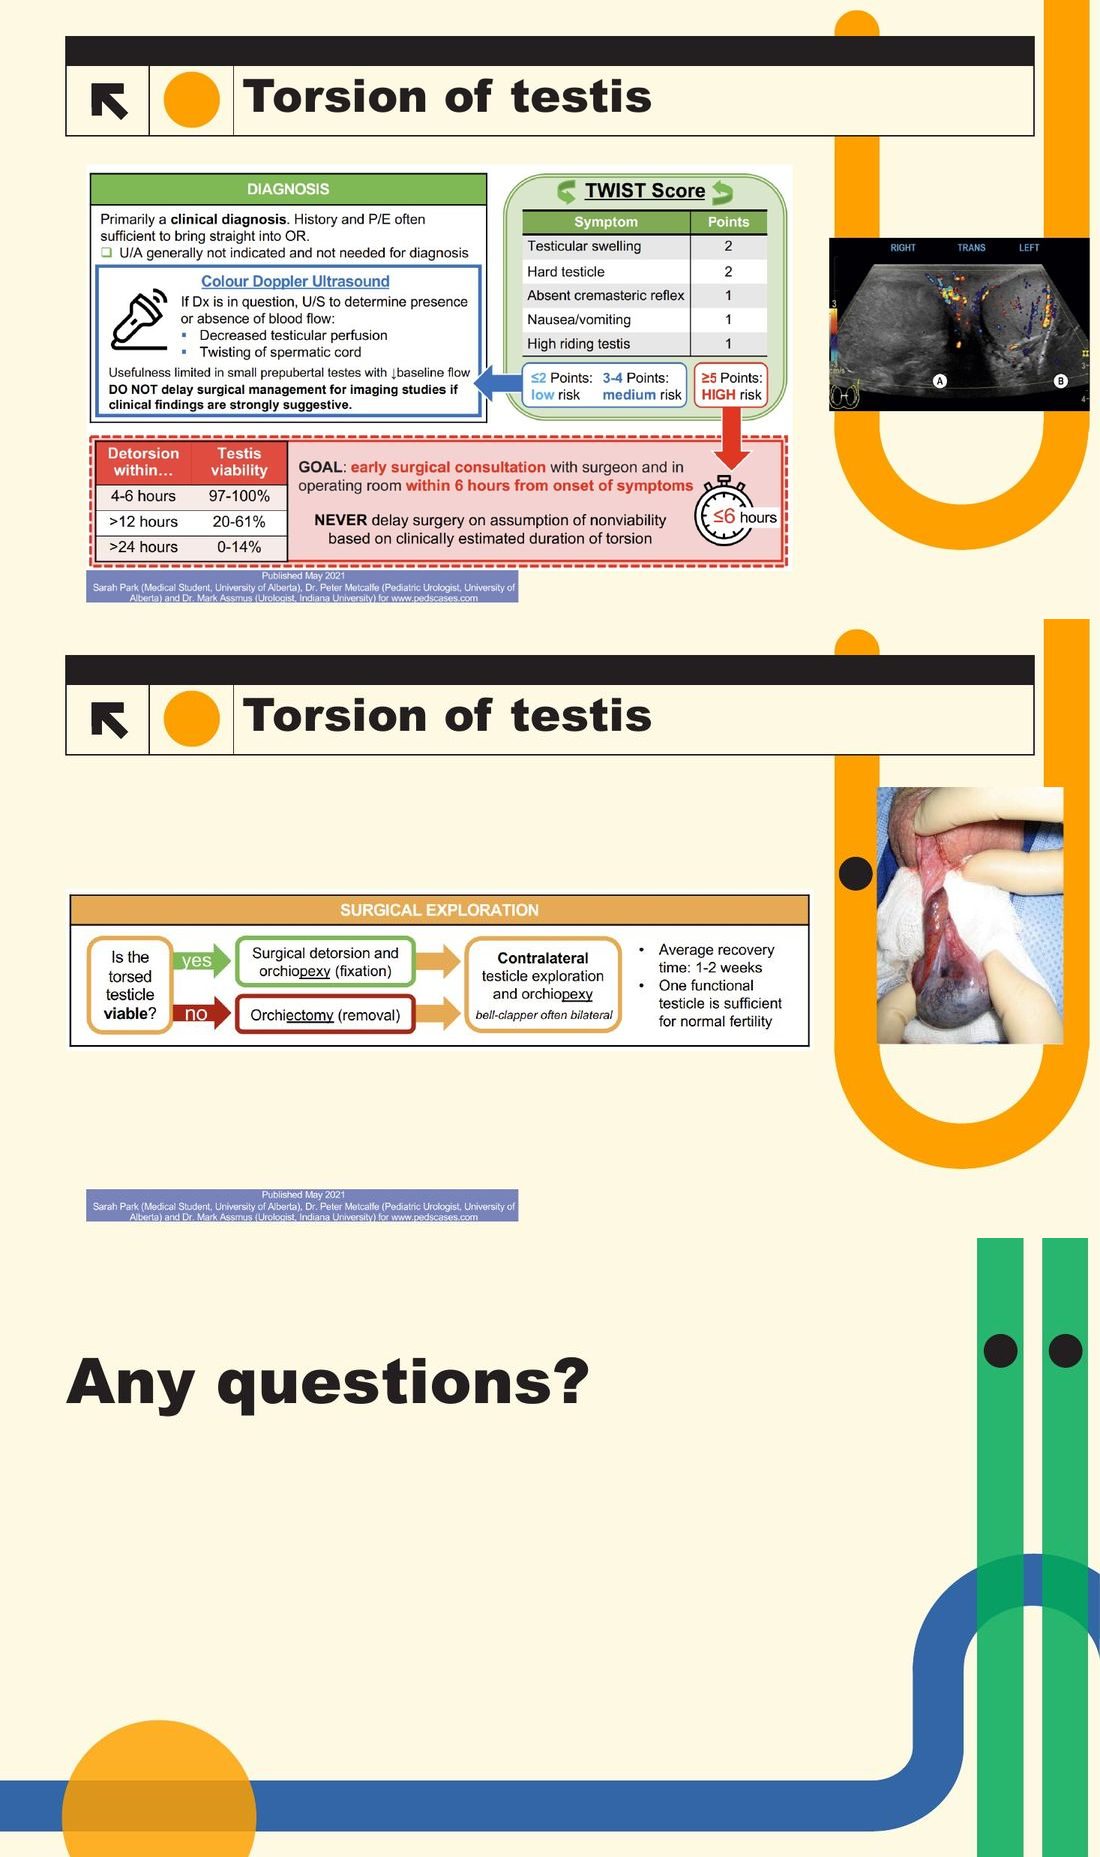 Torsion of testis
DIAGNOSIS
Primarily a clinical diagnosis. History and P/E often
sufficient to bring straight into OR.
❑ U/A generally not indicated and not needed for diagnosis
Colour Doppler Ultrasound
If Dx is in question, U/S to determine presence
or absence of blood flow:
▪ Decreased testicular perfusion
▪ Twisting of spermatic cord
Usefulness limited in small prepubertal testes with ↓baseline flow
DO NOT delay surgical management for imaging studies if
clinical findings are strongly suggestive.
TWIST Score
Symptom Points
Testicular swelling 2
Hard testicle 2
Absent cremasteric reflex 1
Nausea/vomiting 1
High riding testis 1
≤2 Points:
low risk
3-4 Points:
medium risk
≥5 Points:
HIGH risk
RIGHT TRANS LEFT
3
cm/s
A
B
3-
4-
Detorsion
within...
Testis
viability
4-6 hours 97-100%
>12 hours 20-61%
>24 hours 0-14%
GOAL: early surgical consultation with surgeon and in
operating room within 6 hours from onset of symptoms
NEVER delay surgery on assumption of nonviability
based on clinically estimated duration of torsion
≤6 hours
Published May 2021
Sarah Park (Medical Student, University of Alberta), Dr. Peter Metcalfe (Pediatric Urologist, University of
Alberta) and Dr. Mark Assmus (Urologist, Indiana University) for www.pedscases.com
Torsion of testis
SURGICAL EXPLORATION
Is the
torsed
testicle
viable?
yes
Surgical detorsion and
orchiopexy (fixation)
no
Orchiectomy (removal)
Contralateral
testicle exploration
and orchiopexy
bell-clapper often bilateral
• Average recovery
time: 1-2 weeks
• One functional
testicle is sufficient
for normal fertility
Published May 2021
Sarah Park (Medical Student, University of Alberta), Dr. Peter Metcalfe (Pediatric Urologist, University of
Alberta) and Dr. Mark Assmus (Urologist, Indiana University) for www.pedscases.com
Any questions?